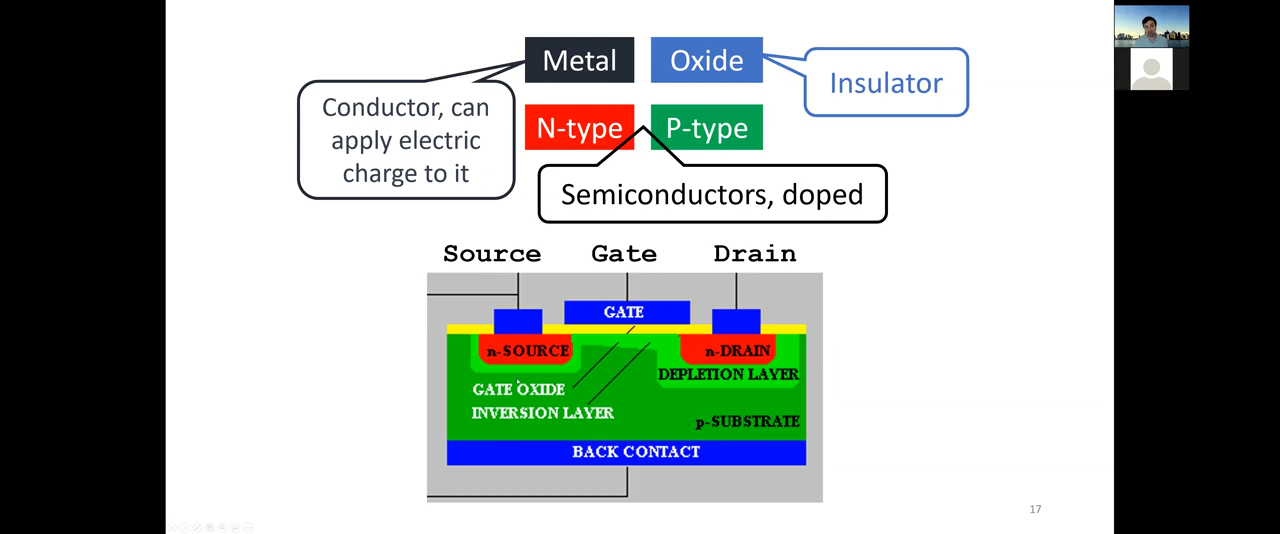 Metal
Oxide
Insulator
Conductor, can
apply electric
charge to it
N-type
P-type
Semiconductors, doped
Source
Gate
Drain
GATE
n-SOURCE
n-DRAIN
DEPLETION LAYER
GATE OXIDE
INVERSION LAYER
p-SUBSTRATE
BACK CONTACT
17